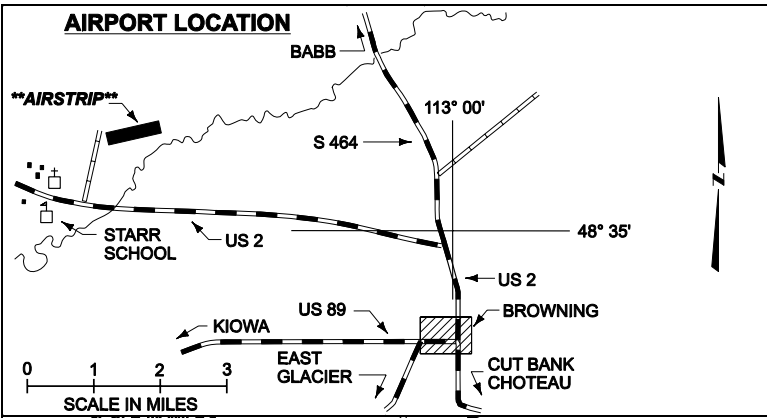 AIRPORT LOCATION
BABB
**AIRSTRIP**
113° 00'
S 464
N
STARR
SCHOOL
US 2
48° 35'
US 2
US 89
BROWNING
KIOWA
EAST
GLACIER
CUT BANK
CHOTEAU
0 1 2 3
SCALE IN MILES